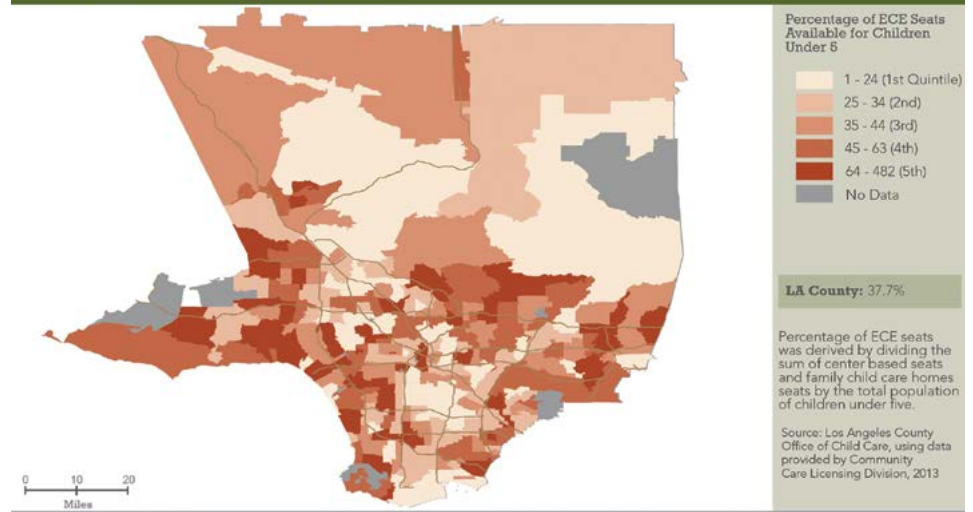 Percentage of ECE Seats
Available for Children
Under 5
1 - 24 (1st Quintile)
25 - 34 (2nd)
35 - 44 (3rd)
45 - 63 (4th)
64 - 482 (5th)
No Data
LA County: 37.7%
Percentage of ECE seats
was derived by dividing the
sum of center based seats
and family child care homes
seats by the total population
of children under five.
Source: Los Angeles County
Office of Child Care, using data
provided by Community
Care Licensing Division, 2013
0 10 20
Miles